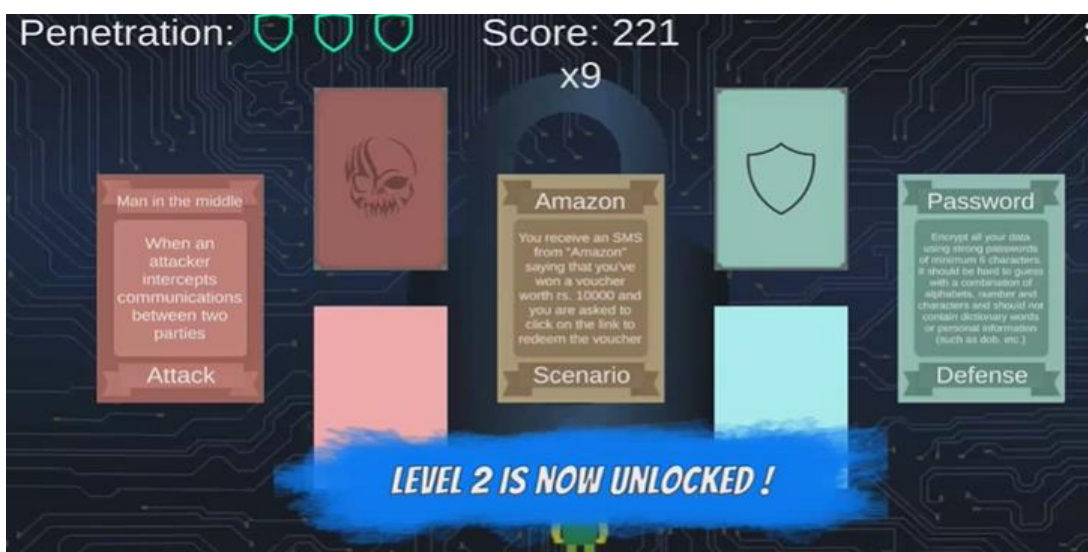 Penetration:
Score: 221
x9
Man in the middle
When an
attacker
intercepts
communications
between two
parties
Attack
Amazon
You receive an SMS
from "Amazon"
saying that you've
won a voucher
worth rs. 10000 and
you are asked to
click on the link to
redeem the voucher
Scenario
Password
Encrypt all your data
using strong passwords
of minimum 6 characters.
It should be hard to guess
with a combination of
alphabets, number and
characters and should not
contain dictionary words
or personal information
(such as dob. etc.)
Defense
LEVEL 2 IS NOW UNLOCKED !